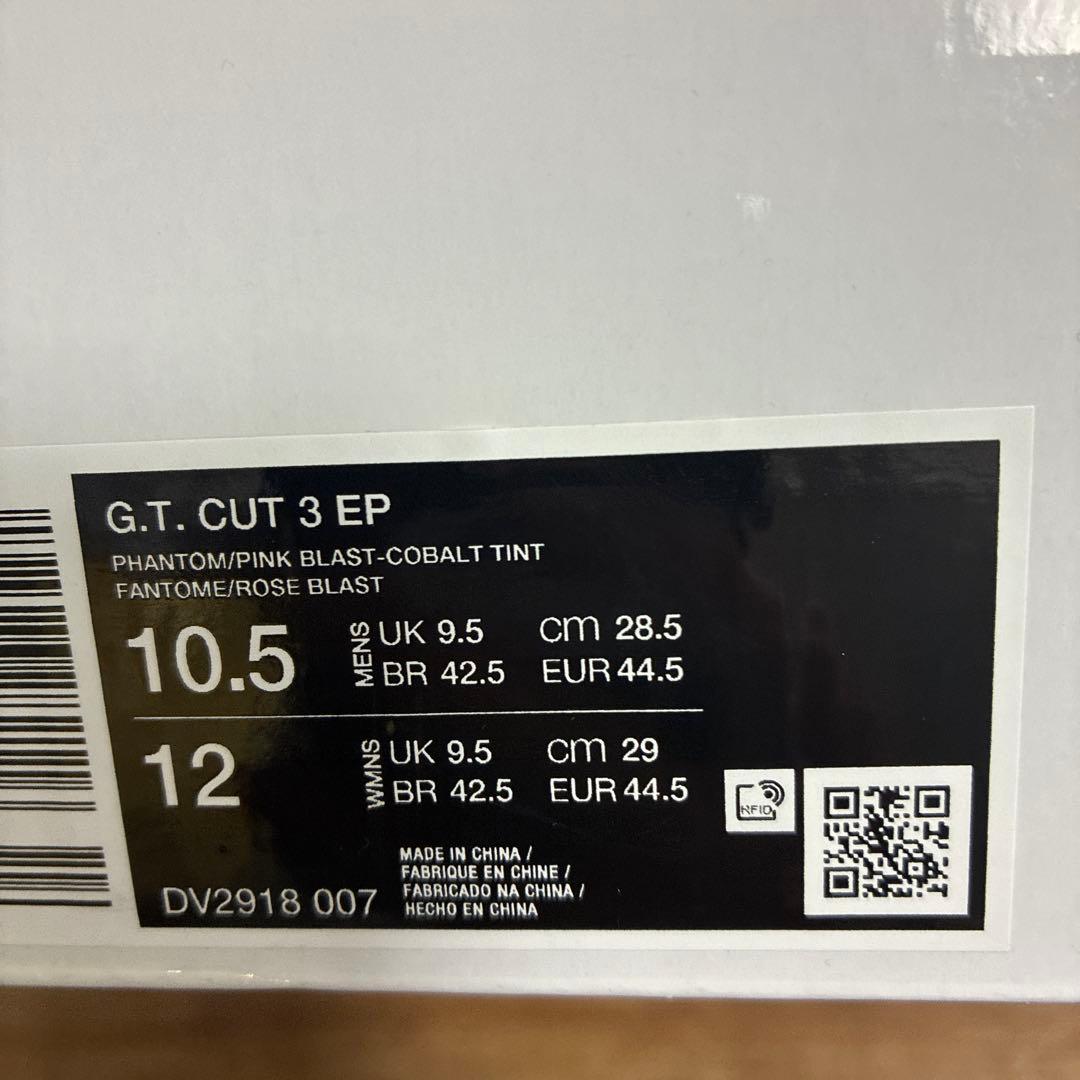 G.T. CUT 3 EP
PHANTOM/PINK BLAST-COBALT TINT
FANTOME/ROSE BLAST
10.5 MENS UK 9.5 cm 28.5
BR 42.5 EUR 44.5
12 WMNS UK 9.5 cm 29
BR 42.5 EUR 44.5
RFID
MADE IN CHINA /
FABRIQUE EN CHINE /
FABRICADO NA CHINA /
HECHO EN CHINA
DV2918 007